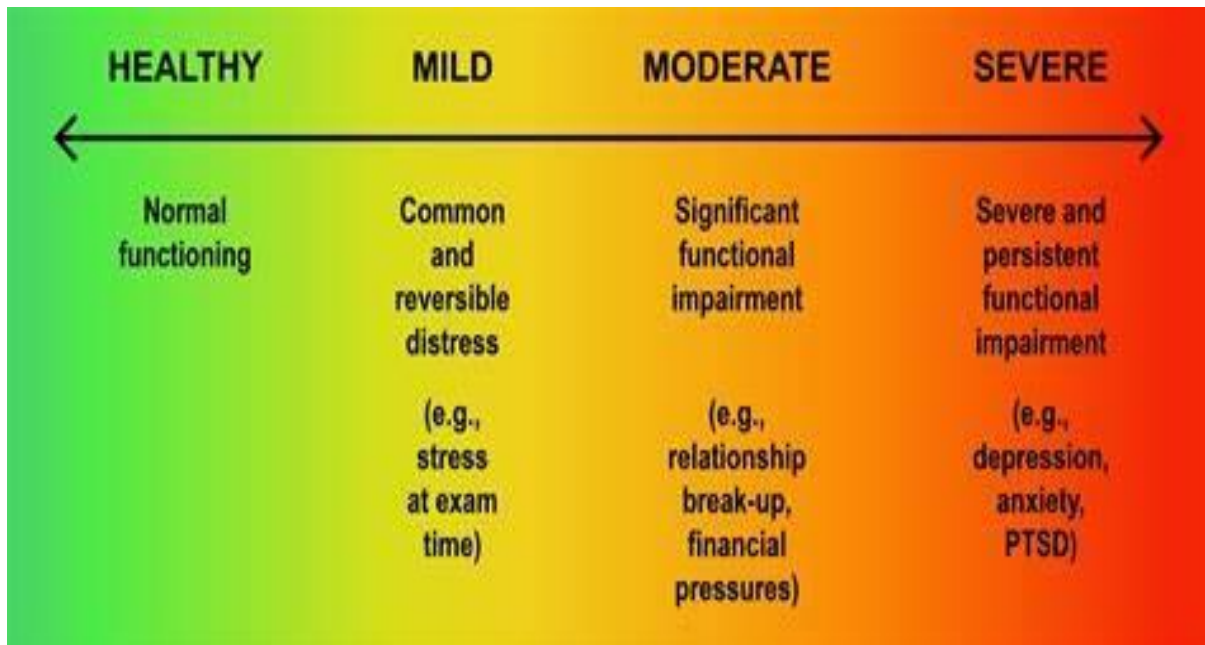 HEALTHY
MILD
MODERATE
SEVERE
Normal
functioning
Common
and
reversible
distress
(e.g.,
stress
at exam
time)
Significant
functional
impairment
(e.g.,
relationship
break-up,
financial
pressures)
Severe and
persistent
functional
impairment
(e.g.,
depression,
anxiety,
PTSD)